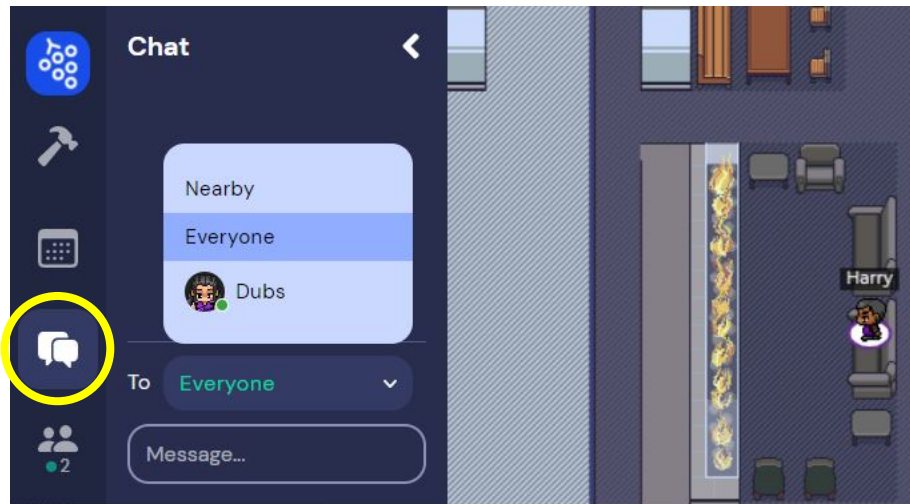 Chat
Nearby
Everyone
Dubs
To Everyone
Message...
2
Harry